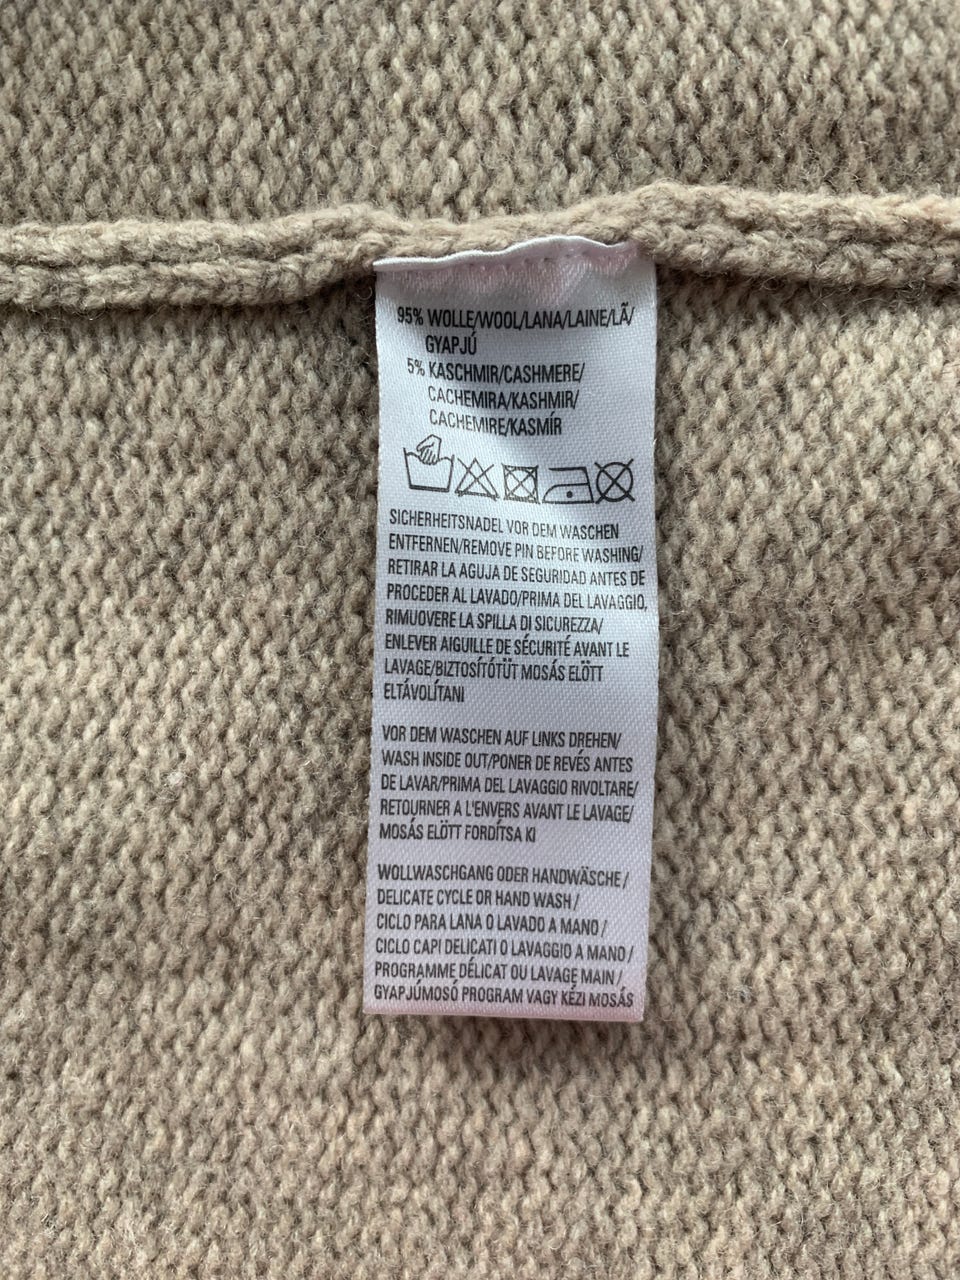 95% WOLLE/WOOL/LANA/LAINE/LÃ/
GYAPJÚ
5% KASCHMIR/CASHMERE/
CACHEMIRA/KASHMIR/
CACHEMIRE/KASMÍR
SICHERHEITSNADEL VOR DEM WASCHEN
ENTFERNEN/REMOVE PIN BEFORE WASHING/
RETIRAR LA AGUJA DE SEGURIDAD ANTES DE
PROCEDER AL LAVADO/PRIMA DEL LAVAGGIO,
RIMUOVERE LA SPILLA DI SICUREZZA/
ENLEVER AIGUILLE DE SÉCURITÉ AVANT LE
LAVAGE/BIZTOSÍTÓTŰT MOSÁS ELŐTT
ELTÁVOLÍTANI
VOR DEM WASCHEN AUF LINKS DREHEN/
WASH INSIDE OUT/PONER DE REVÉS ANTES
DE LAVAR/PRIMA DEL LAVAGGIO RIVOLTARE/
RETOURNER A L'ENVERS AVANT LE LAVAGE/
MOSÁS ELŐTT FORDÍTSA KI
WOLLWASCHGANG ODER HANDWÄSCHE/
DELICATE CYCLE OR HAND WASH/
CICLO PARA LANA O LAVADO A MANO/
CICLO CAPI DELICATI O LAVAGGIO A MANO/
PROGRAMME DÉLICAT OU LAVAGE MAIN/
GYAPJÚMOSÓ PROGRAM VAGY KÉZI MOSÁS